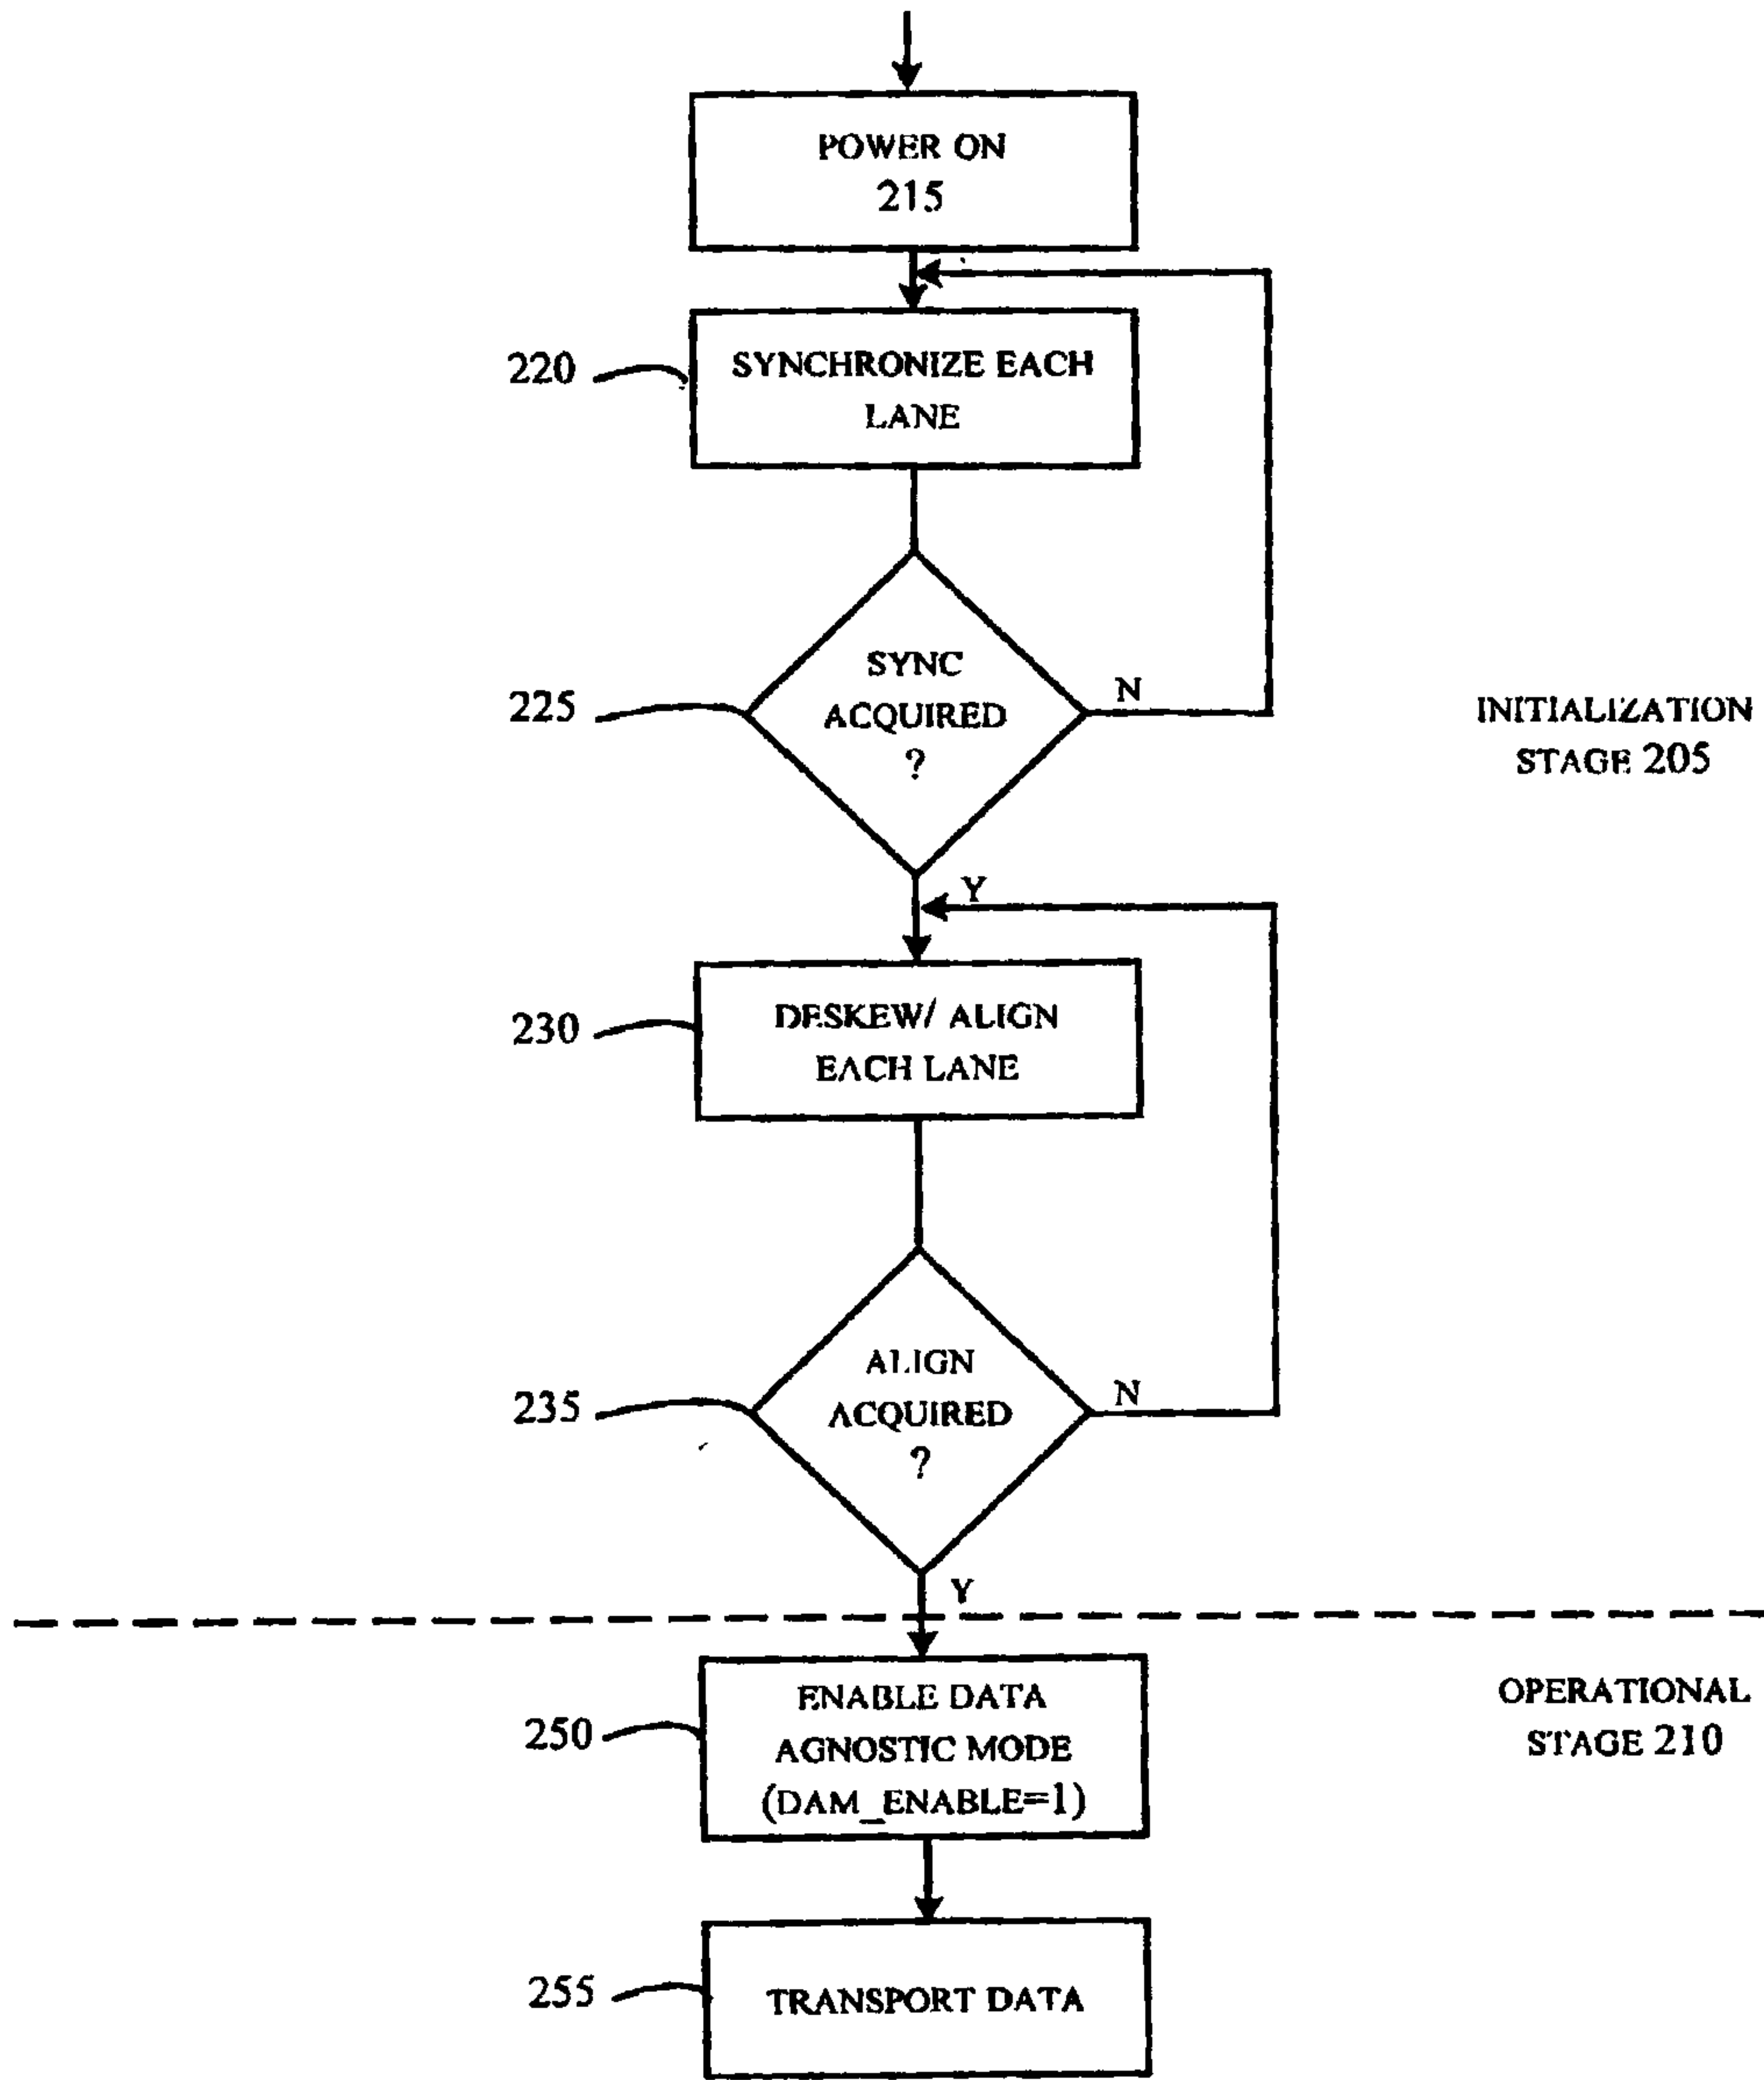 POWER ON
215
220
SYNCHRONIZE EACH
LANE
225
SYNC
ACQUIRED
?
N
INITIALIZATION
STAGE 205
Y
230
DESKEW/ ALIGN
EACH LANE
235
ALIGN
ACQUIRED
?
N
Y
250
ENABLE DATA
AGNOSTIC MODE
(DAM_ENABLE=1)
OPERATIONAL
STAGE 210
255
TRANSPORT DATA